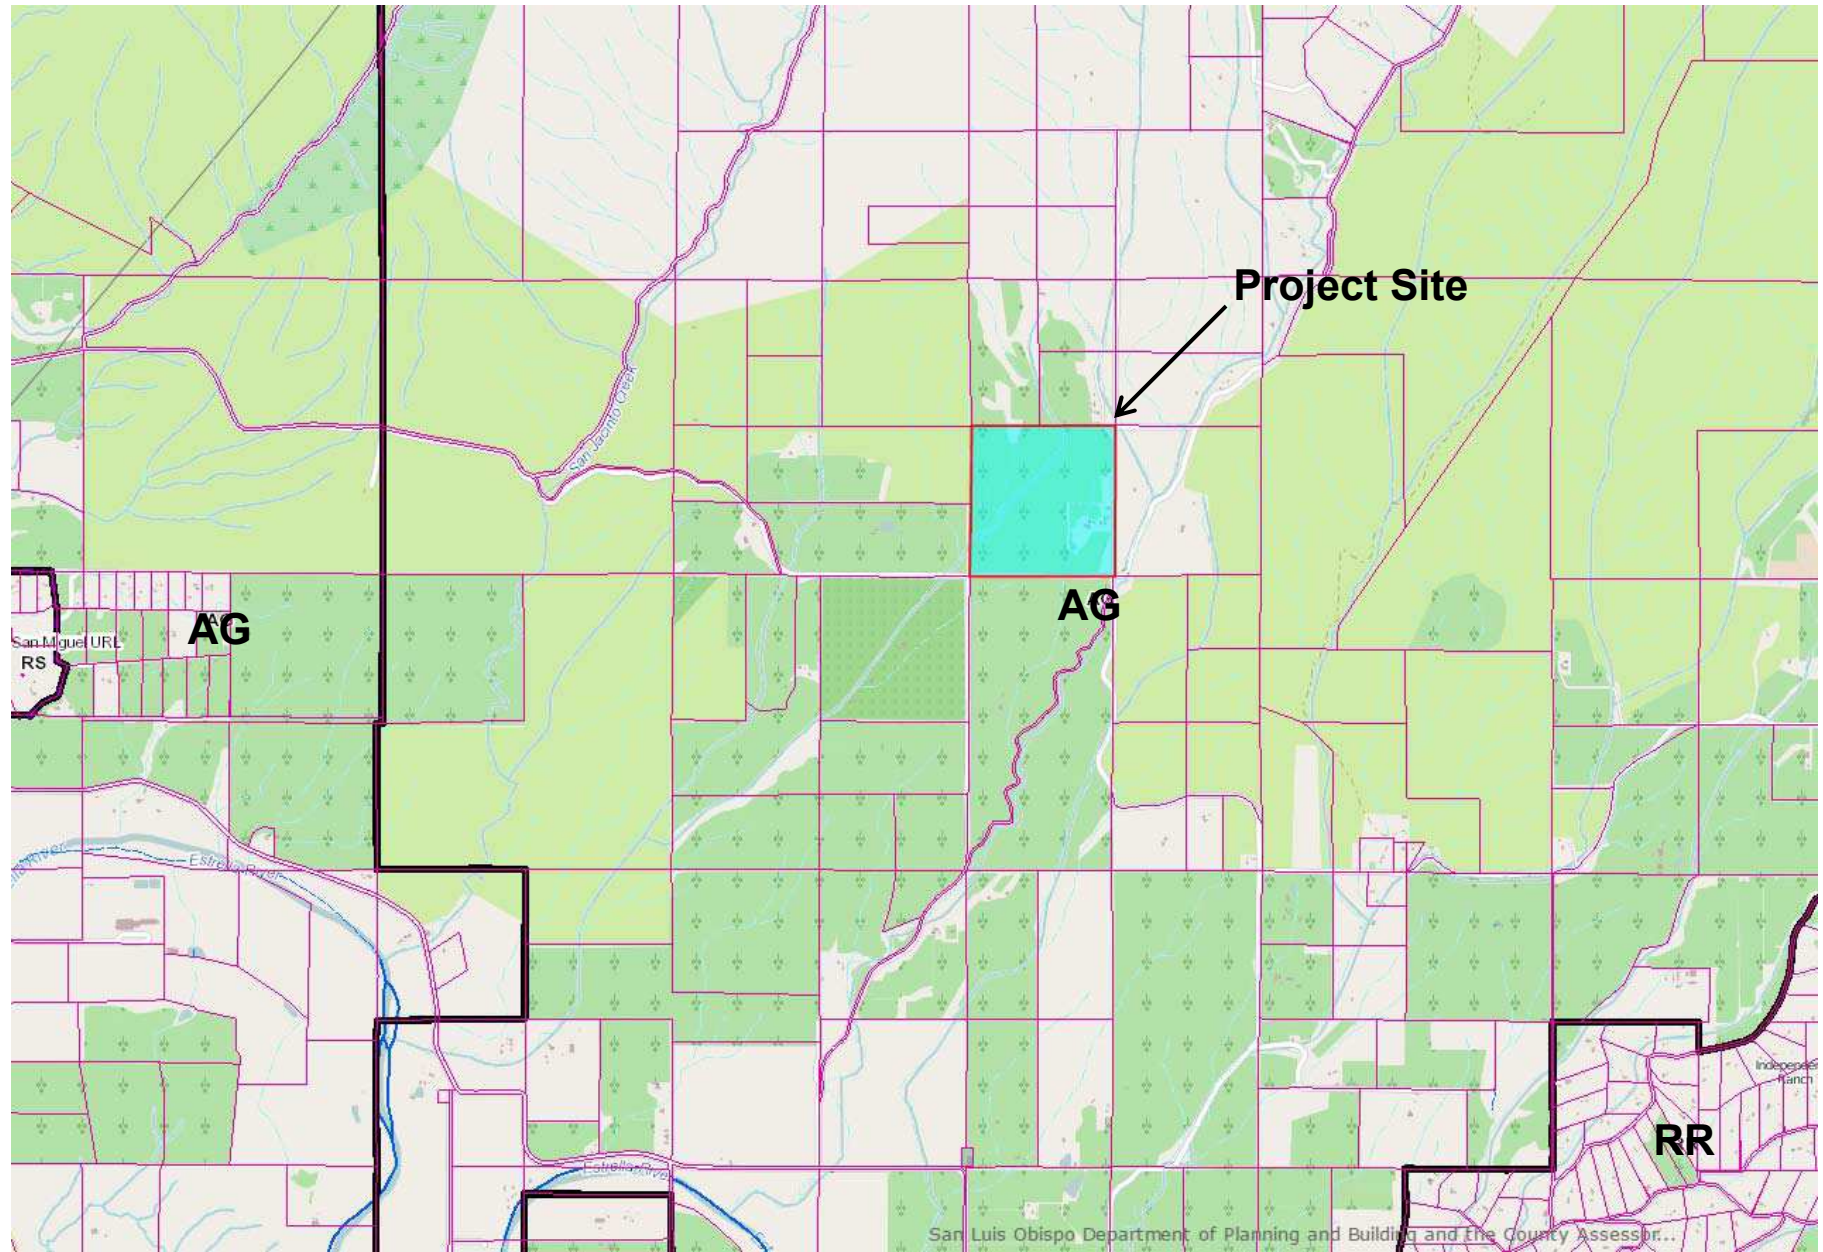 Project Site
San Jacinto Creek
AG
AG
AG
San Miguel URL
RS
Estrella River
Independence
Ranch
RR
Estrella River
San Luis Obispo Department of Planning and Building and the County Assessor...